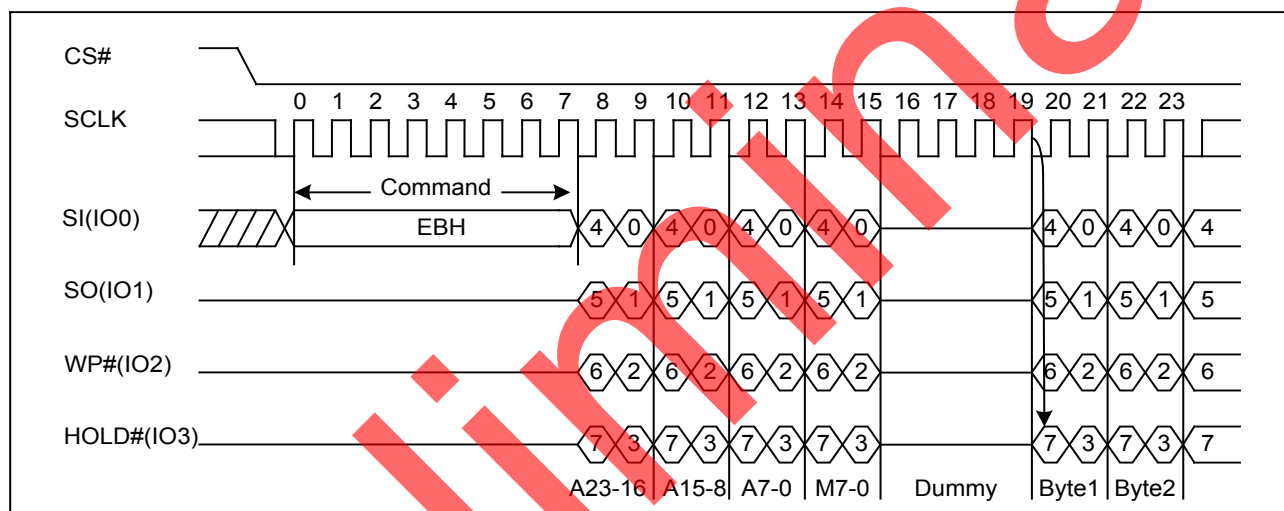 CS#
0 1 2 3 4 5 6 7 8 9 10 11 12 13 14 15 16 17 18 19 20 21 22 23
SCLK
Command
SI(IO0) EBH 4 0 4 0 4 0 4 0 4 0 4 0 4
SO(IO1) 5 1 5 1 5 1 5 1 5 1 5 1 5
WP#(IO2) 6 2 6 2 6 2 6 2 6 2 6 2 6
HOLD#(IO3) 7 3 7 3 7 3 7 3 7 3 7 3 7
A23-16 A15-8 A7-0 M7-0 Dummy Byte1 Byte2